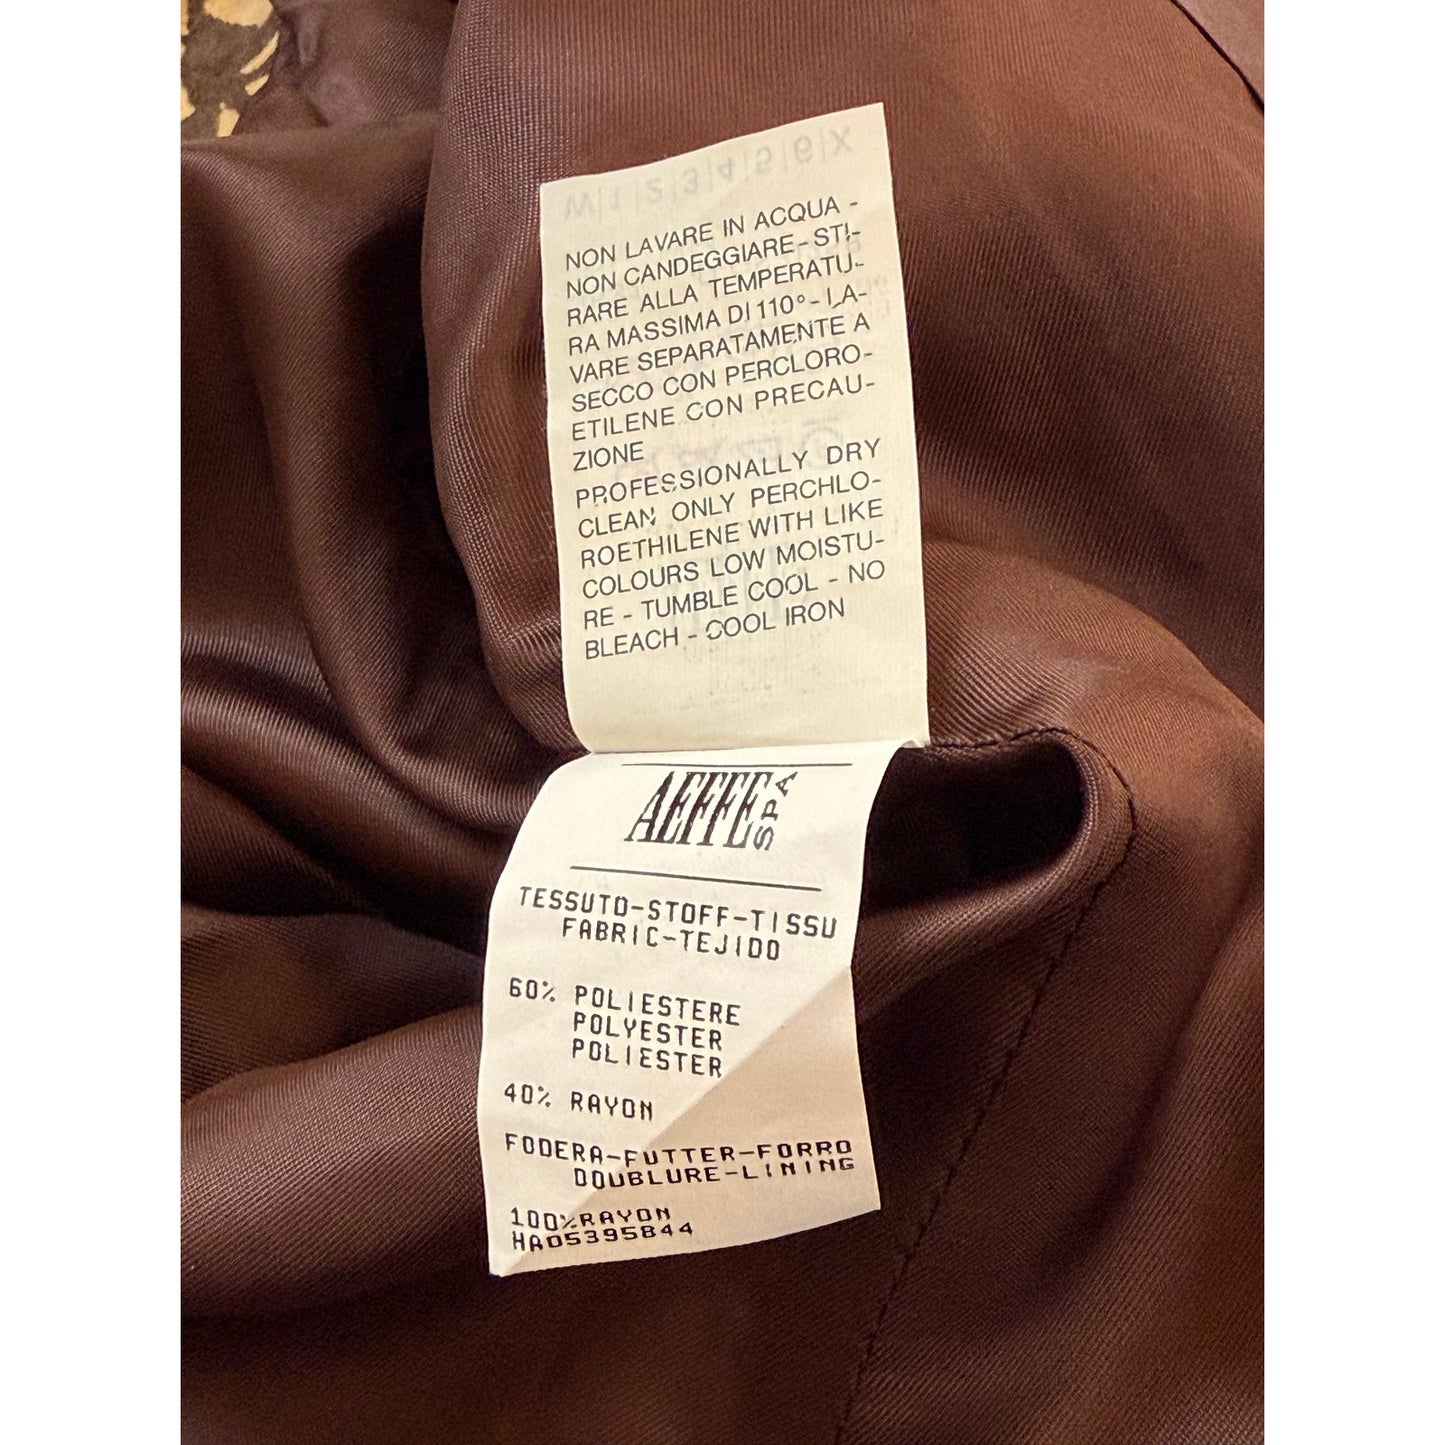 NON LAVARE IN ACQUA -
NON CANDEGGIARE - STI-
RARE ALLA TEMPERATU-
RA MASSIMA DI 110° - LA-
VARE SEPARATAMENTE A
SECCO CON PERCLORO-
ETILENE CON PRECAU-
ZIONE
PROFESSIONALLY DRY
CLEAN ONLY PERCHLO-
ROETHILENE WITH LIKE
COLOURS LOW MOISTU-
RE - TUMBLE COOL - NO
BLEACH - COOL IRON
AEFFE SPA
TESSUTO-STOFF-TISSU
FABRIC-TEJIDO
60% POLIESTERE
POLYESTER
POLIESTER
40% RAYON
FODERA-FUTTER-FORRO
DOUBLURE-LINING
100%RAYON
HA05395844